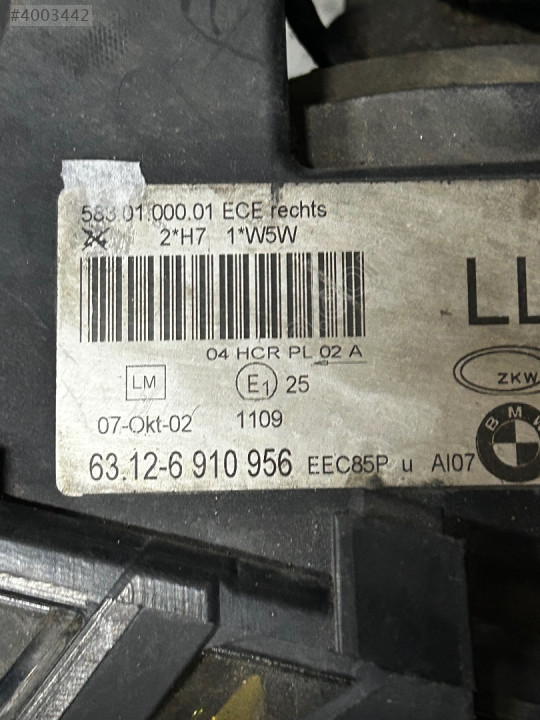 #4003442
583.01.000.01 ECE rechts
2*H7 1*W5W
LL
04 HCR PL 02 A
LM E1 25
ZKW
07-Okt-02 1109
BMW
63.12-6 910 956 EEC85P u AI07